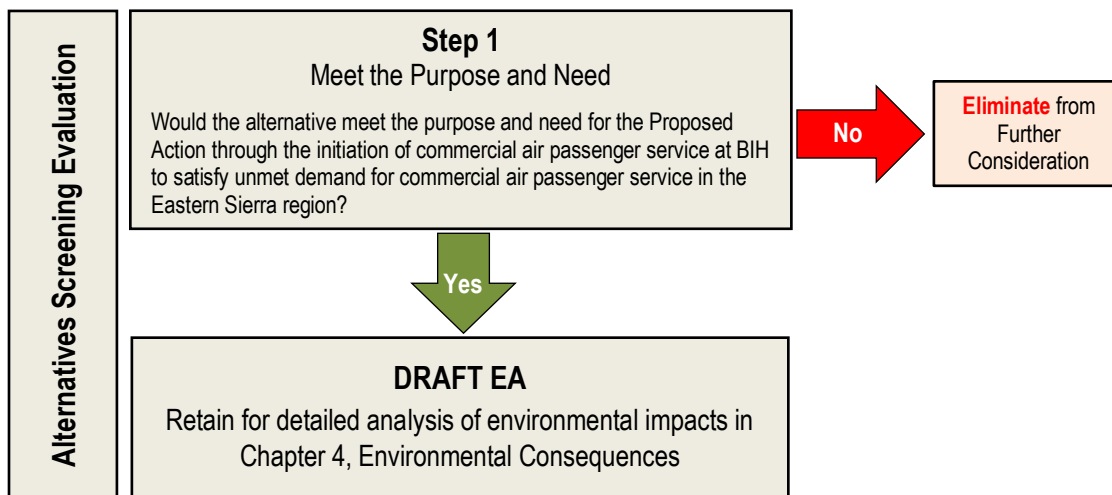 Alternatives Screening Evaluation
Step 1
Meet the Purpose and Need
Would the alternative meet the purpose and need for the Proposed
Action through the initiation of commercial air passenger service at BIH
to satisfy unmet demand for commercial air passenger service in the
Eastern Sierra region?
No
Eliminate from
Further
Consideration
Yes
DRAFT EA
Retain for detailed analysis of environmental impacts in
Chapter 4, Environmental Consequences